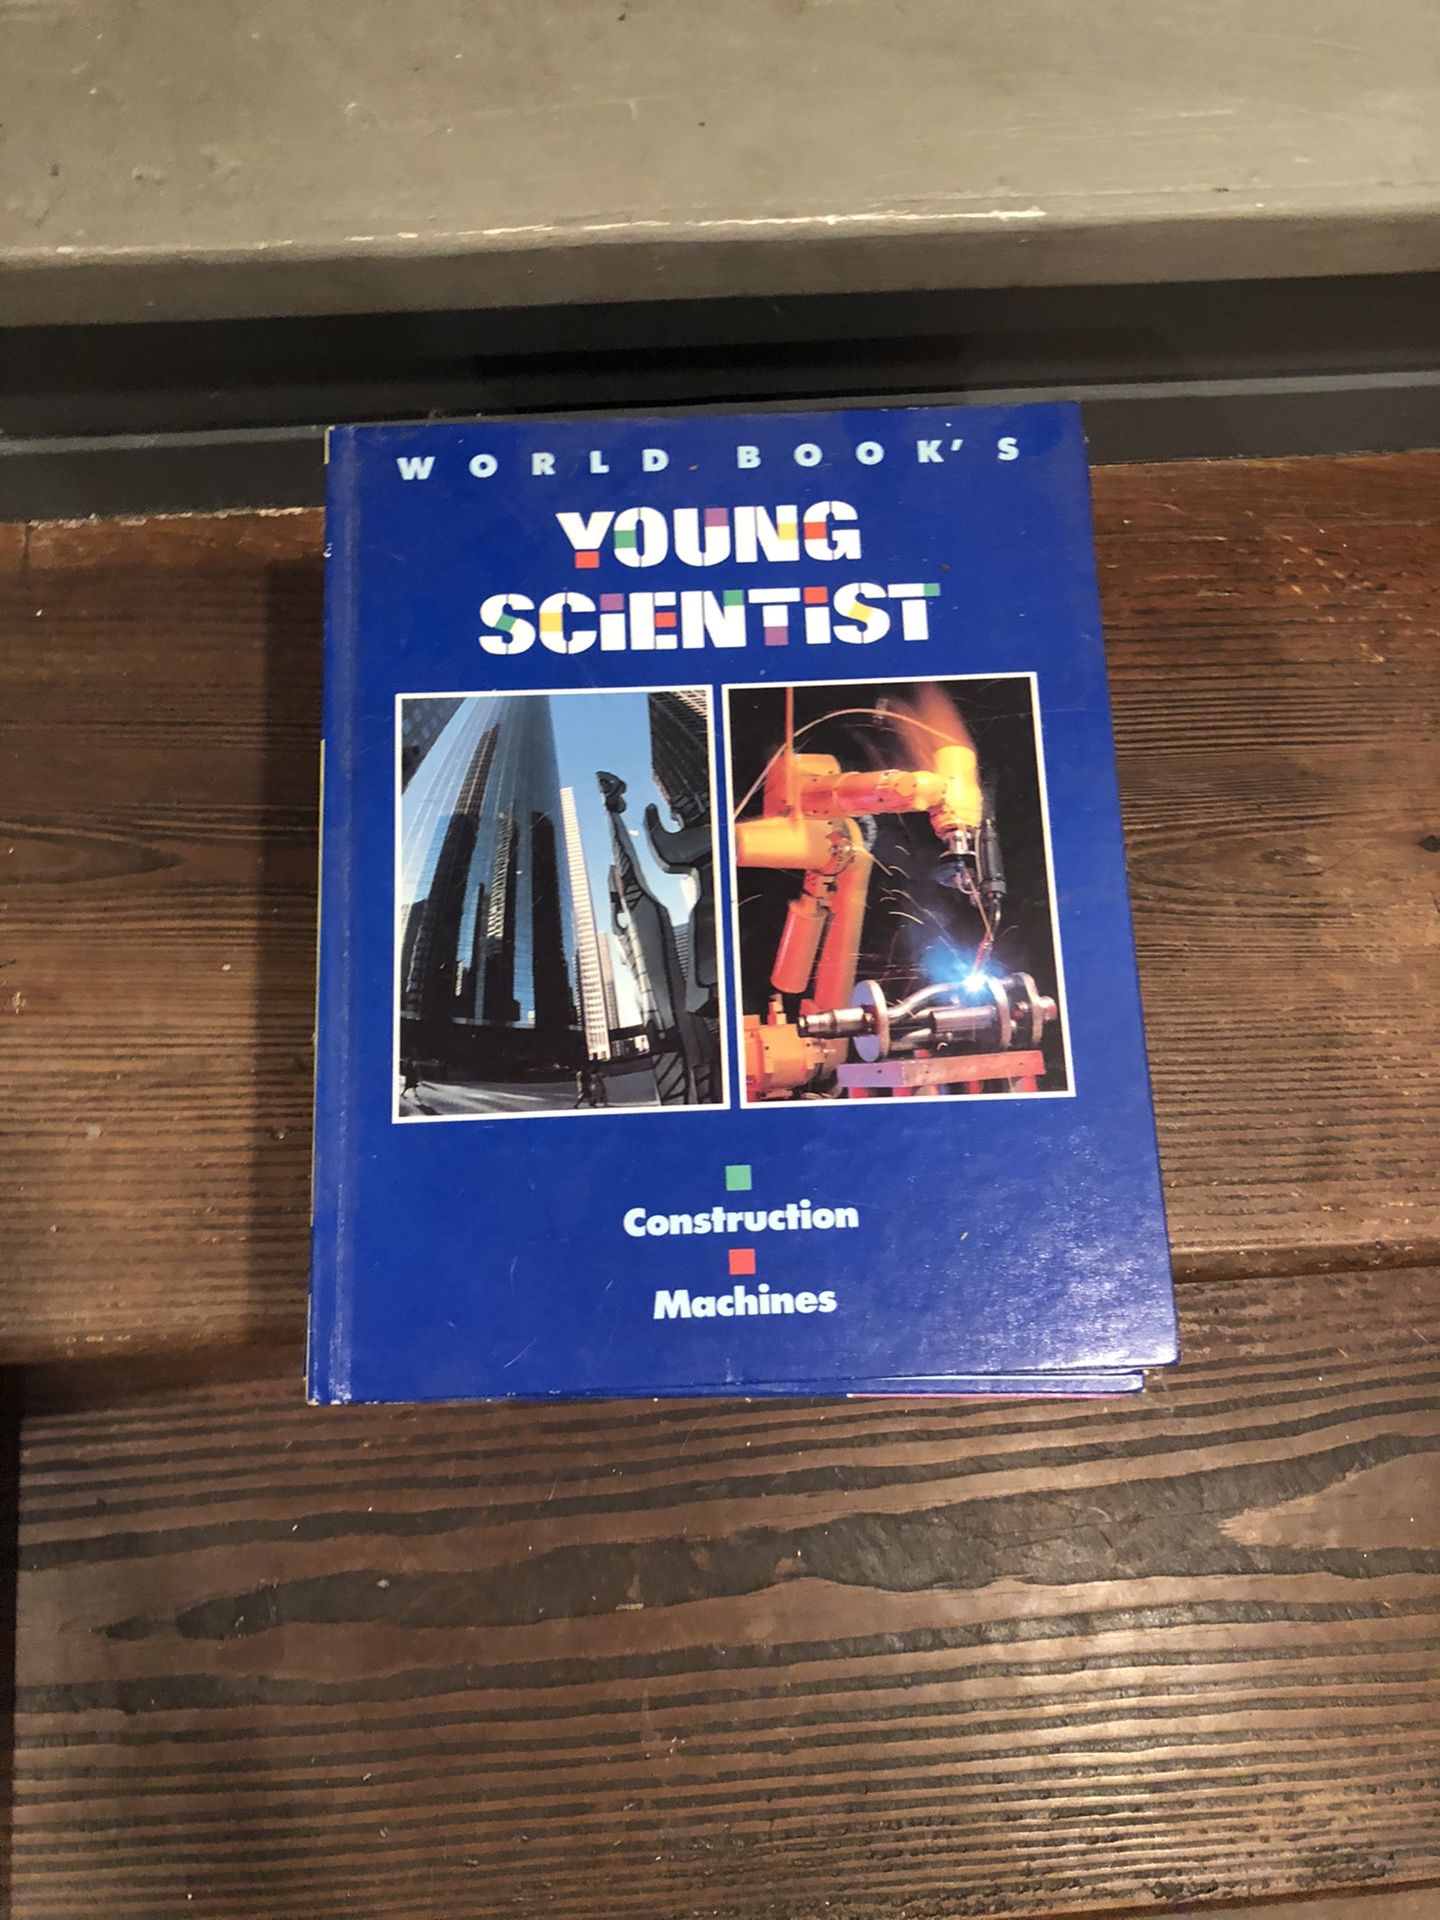 WORLD BOOK'S
YOUNG
SCiENTiST
Construction
Machines